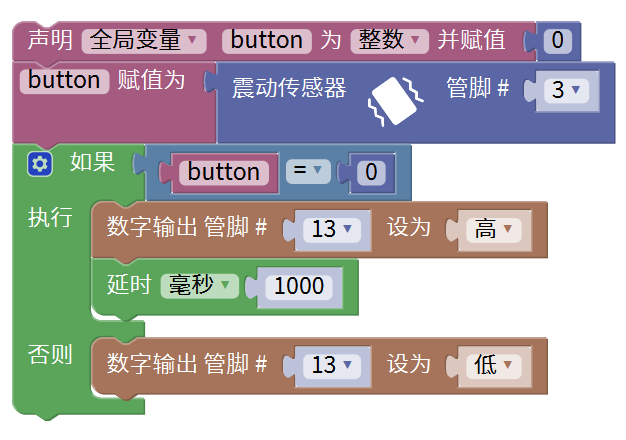 声明 全局变量 button 为 整数 并赋值 0
button 赋值为 震动传感器 管脚 # 3
如果 button = 0
执行 数字输出 管脚 # 13 设为 高
延时 毫秒 1000
否则 数字输出 管脚 # 13 设为 低